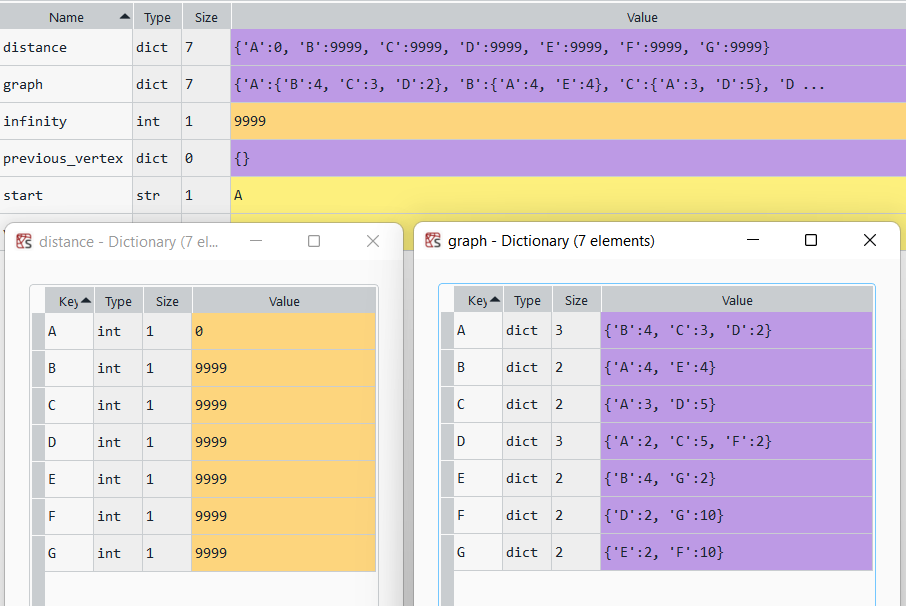 Name Type Size Value
distance dict 7 {'A':0, 'B':9999, 'C':9999, 'D':9999, 'E':9999, 'F':9999, 'G':9999}
graph dict 7 {'A':{'B':4, 'C':3, 'D':2}, 'B':{'A':4, 'E':4}, 'C':{'A':3, 'D':5}, 'D ...
infinity int 1 9999
previous_vertex dict 0 {}
start str 1 A
distance - Dictionary (7 el...
Key Type Size Value
A int 1 0
B int 1 9999
C int 1 9999
D int 1 9999
E int 1 9999
F int 1 9999
G int 1 9999
graph - Dictionary (7 elements)
Key Type Size Value
A dict 3 {'B':4, 'C':3, 'D':2}
B dict 2 {'A':4, 'E':4}
C dict 2 {'A':3, 'D':5}
D dict 3 {'A':2, 'C':5, 'F':2}
E dict 2 {'B':4, 'G':2}
F dict 2 {'D':2, 'G':10}
G dict 2 {'E':2, 'F':10}